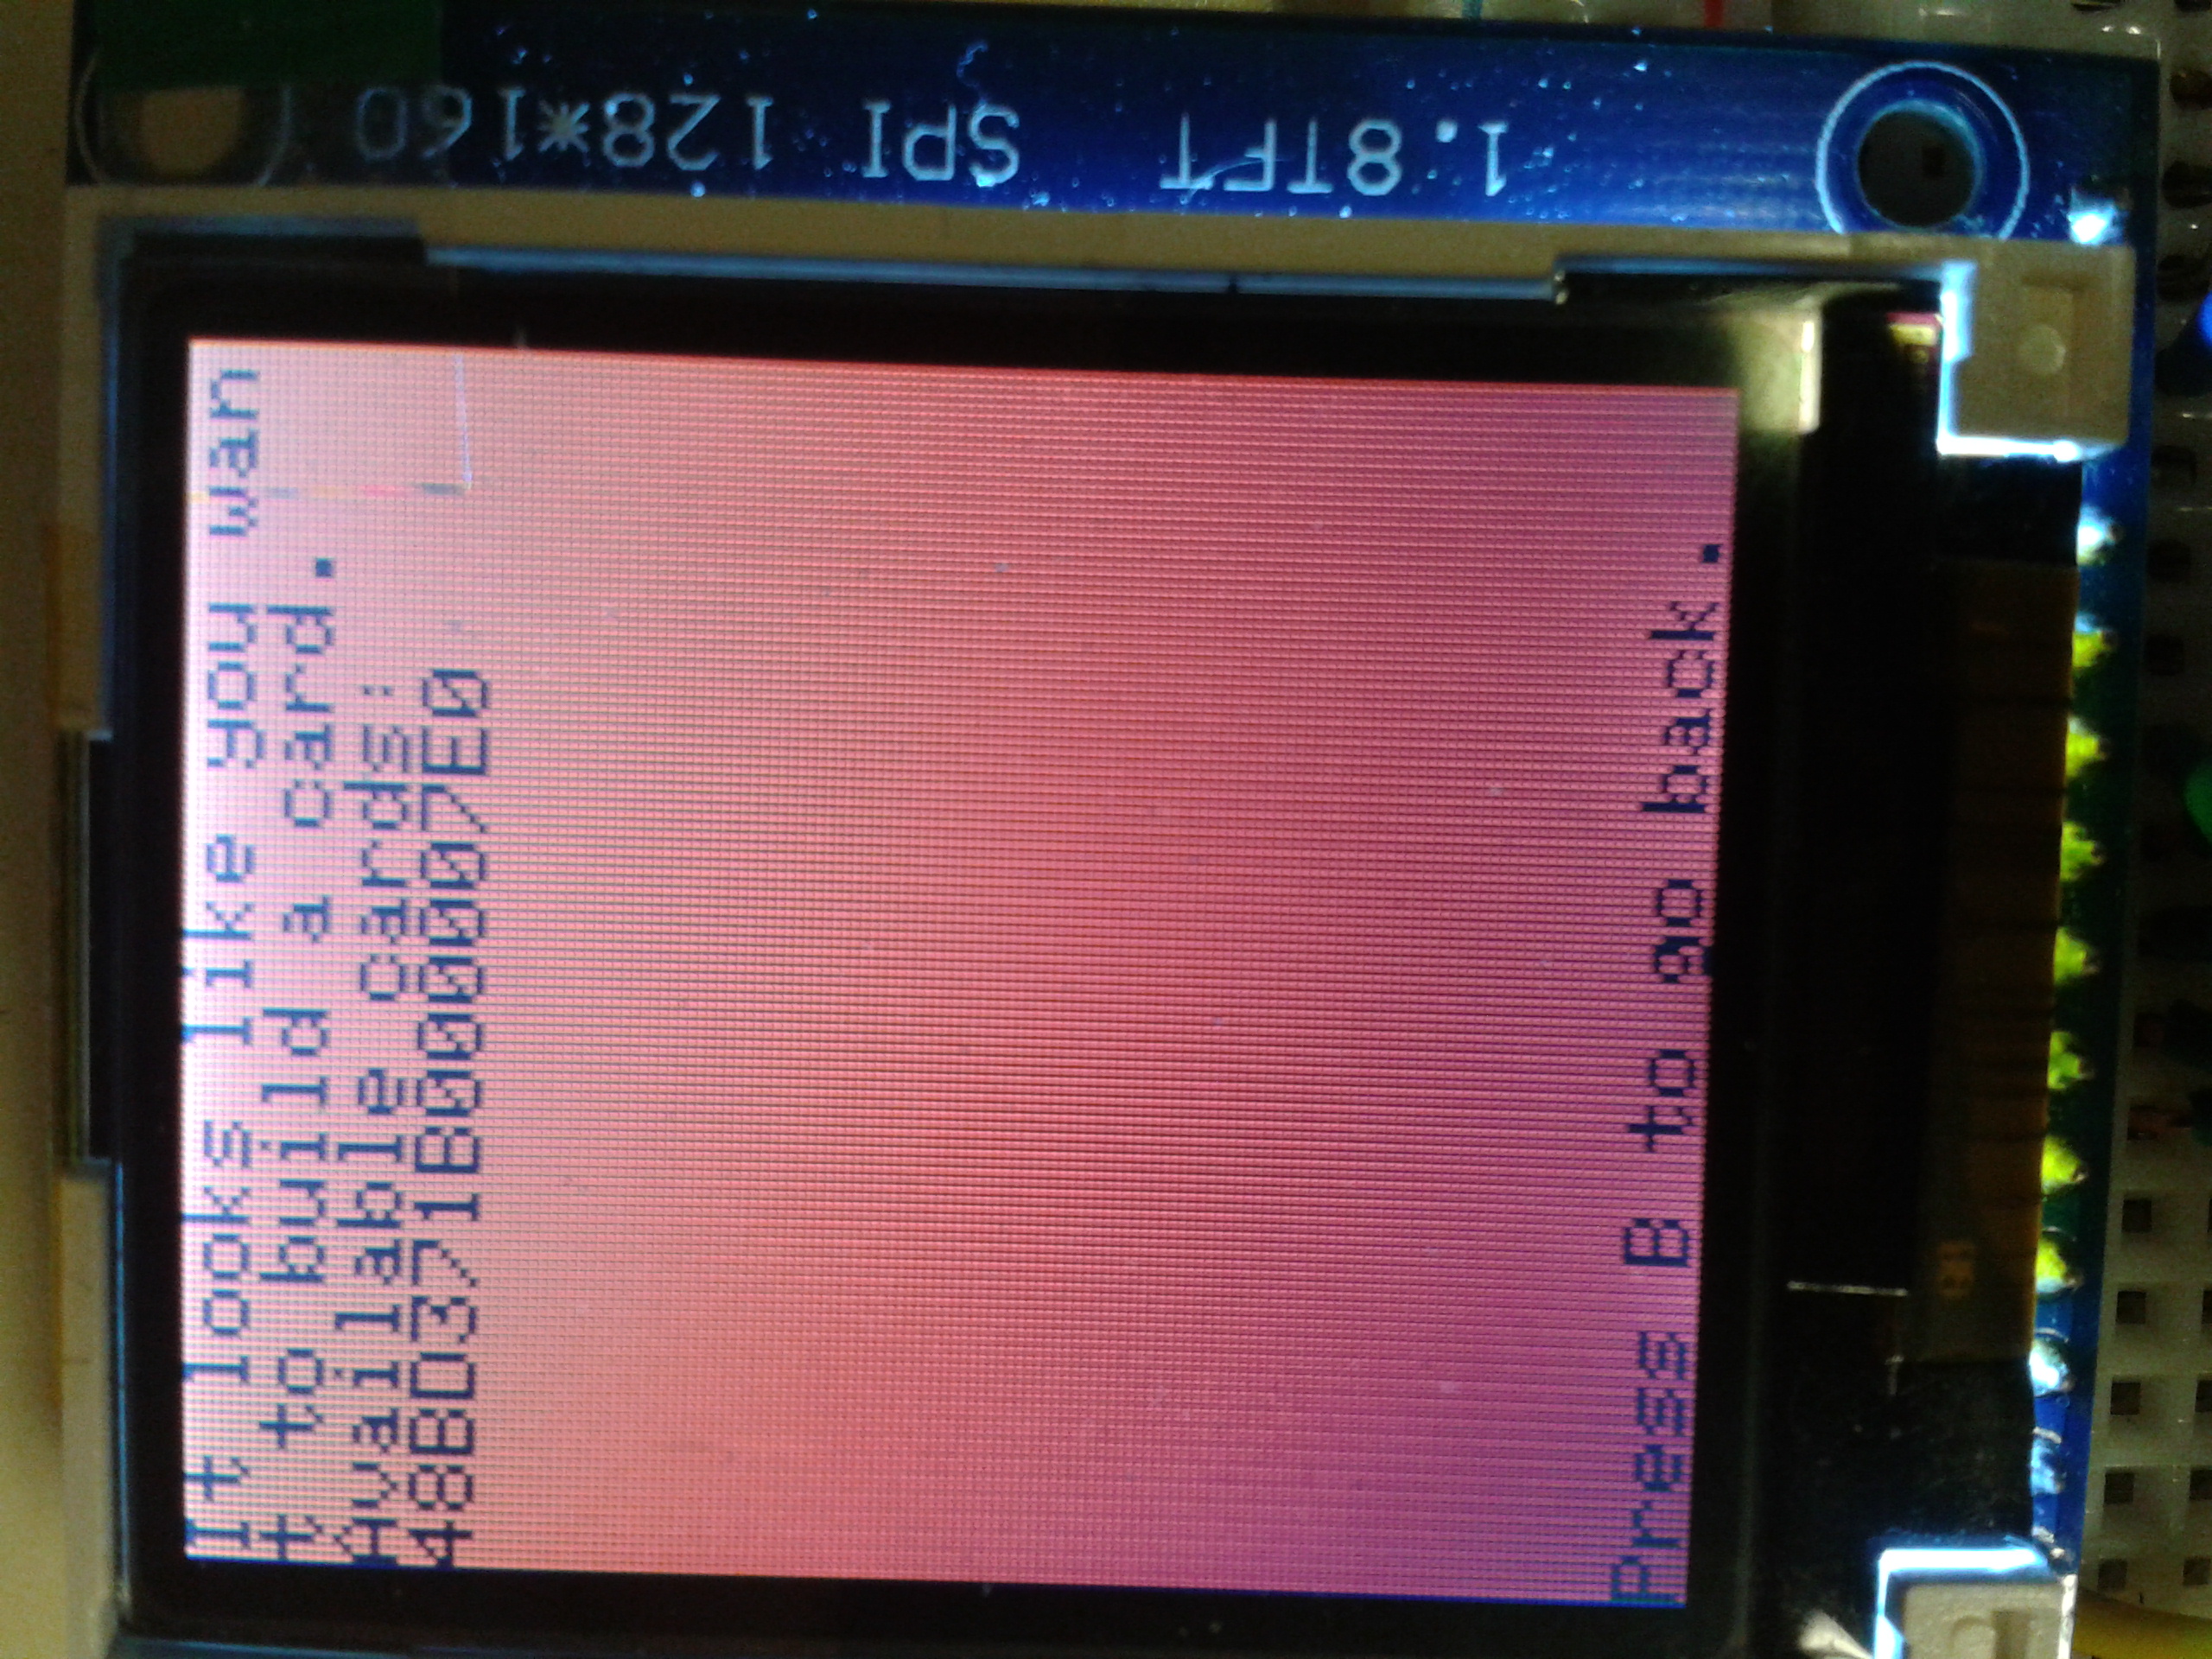 1.8TFT SPI 128*160
It looks like you wan
t to build a card.
Available cards:
48BD371B000007E0
Press B to go back.